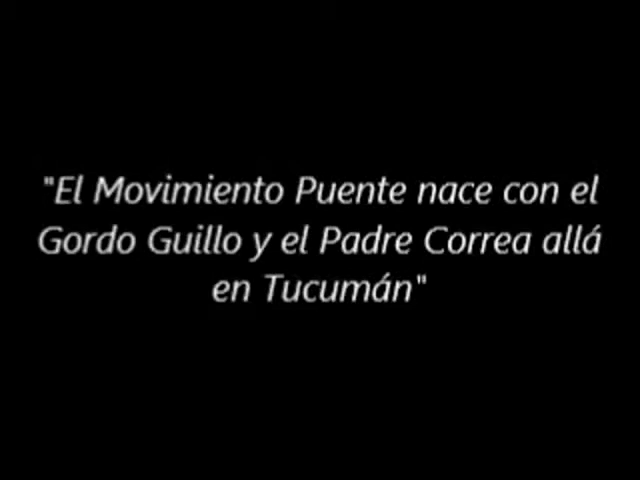 "El Movimiento Puente nace con el
Gordo Guillo y el Padre Correa allá
en Tucumán"